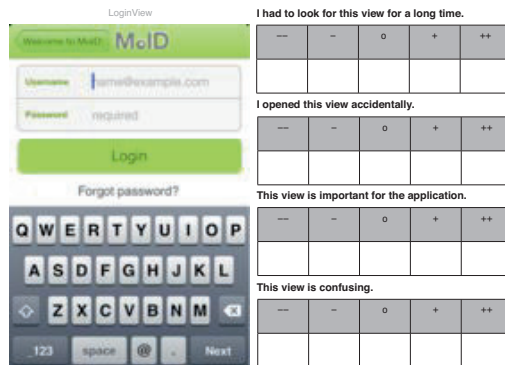 LoginView
Welcome to MoID
MoID
Username name@example.com
Password required
Login
Forgot password?
Q W E R T Y U I O P
A S D F G H J K L
Z X C V B N M
.123 space @ . Next
I had to look for this view for a long time.
−− − o + ++
I opened this view accidentally.
−− − o + ++
This view is important for the application.
−− − o + ++
This view is confusing.
−− − o + ++